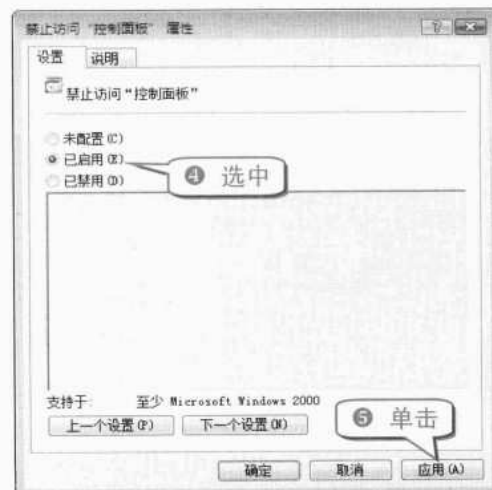 禁止访问“控制面板” 属性
设置 说明
禁止访问“控制面板”
未配置(C)
已启用(E)
已禁用(D)
❹ 选中
支持于: 至少 Microsoft Windows 2000
上一个设置(P) 下一个设置(N)
❺ 单击
确定 取消 应用(A)